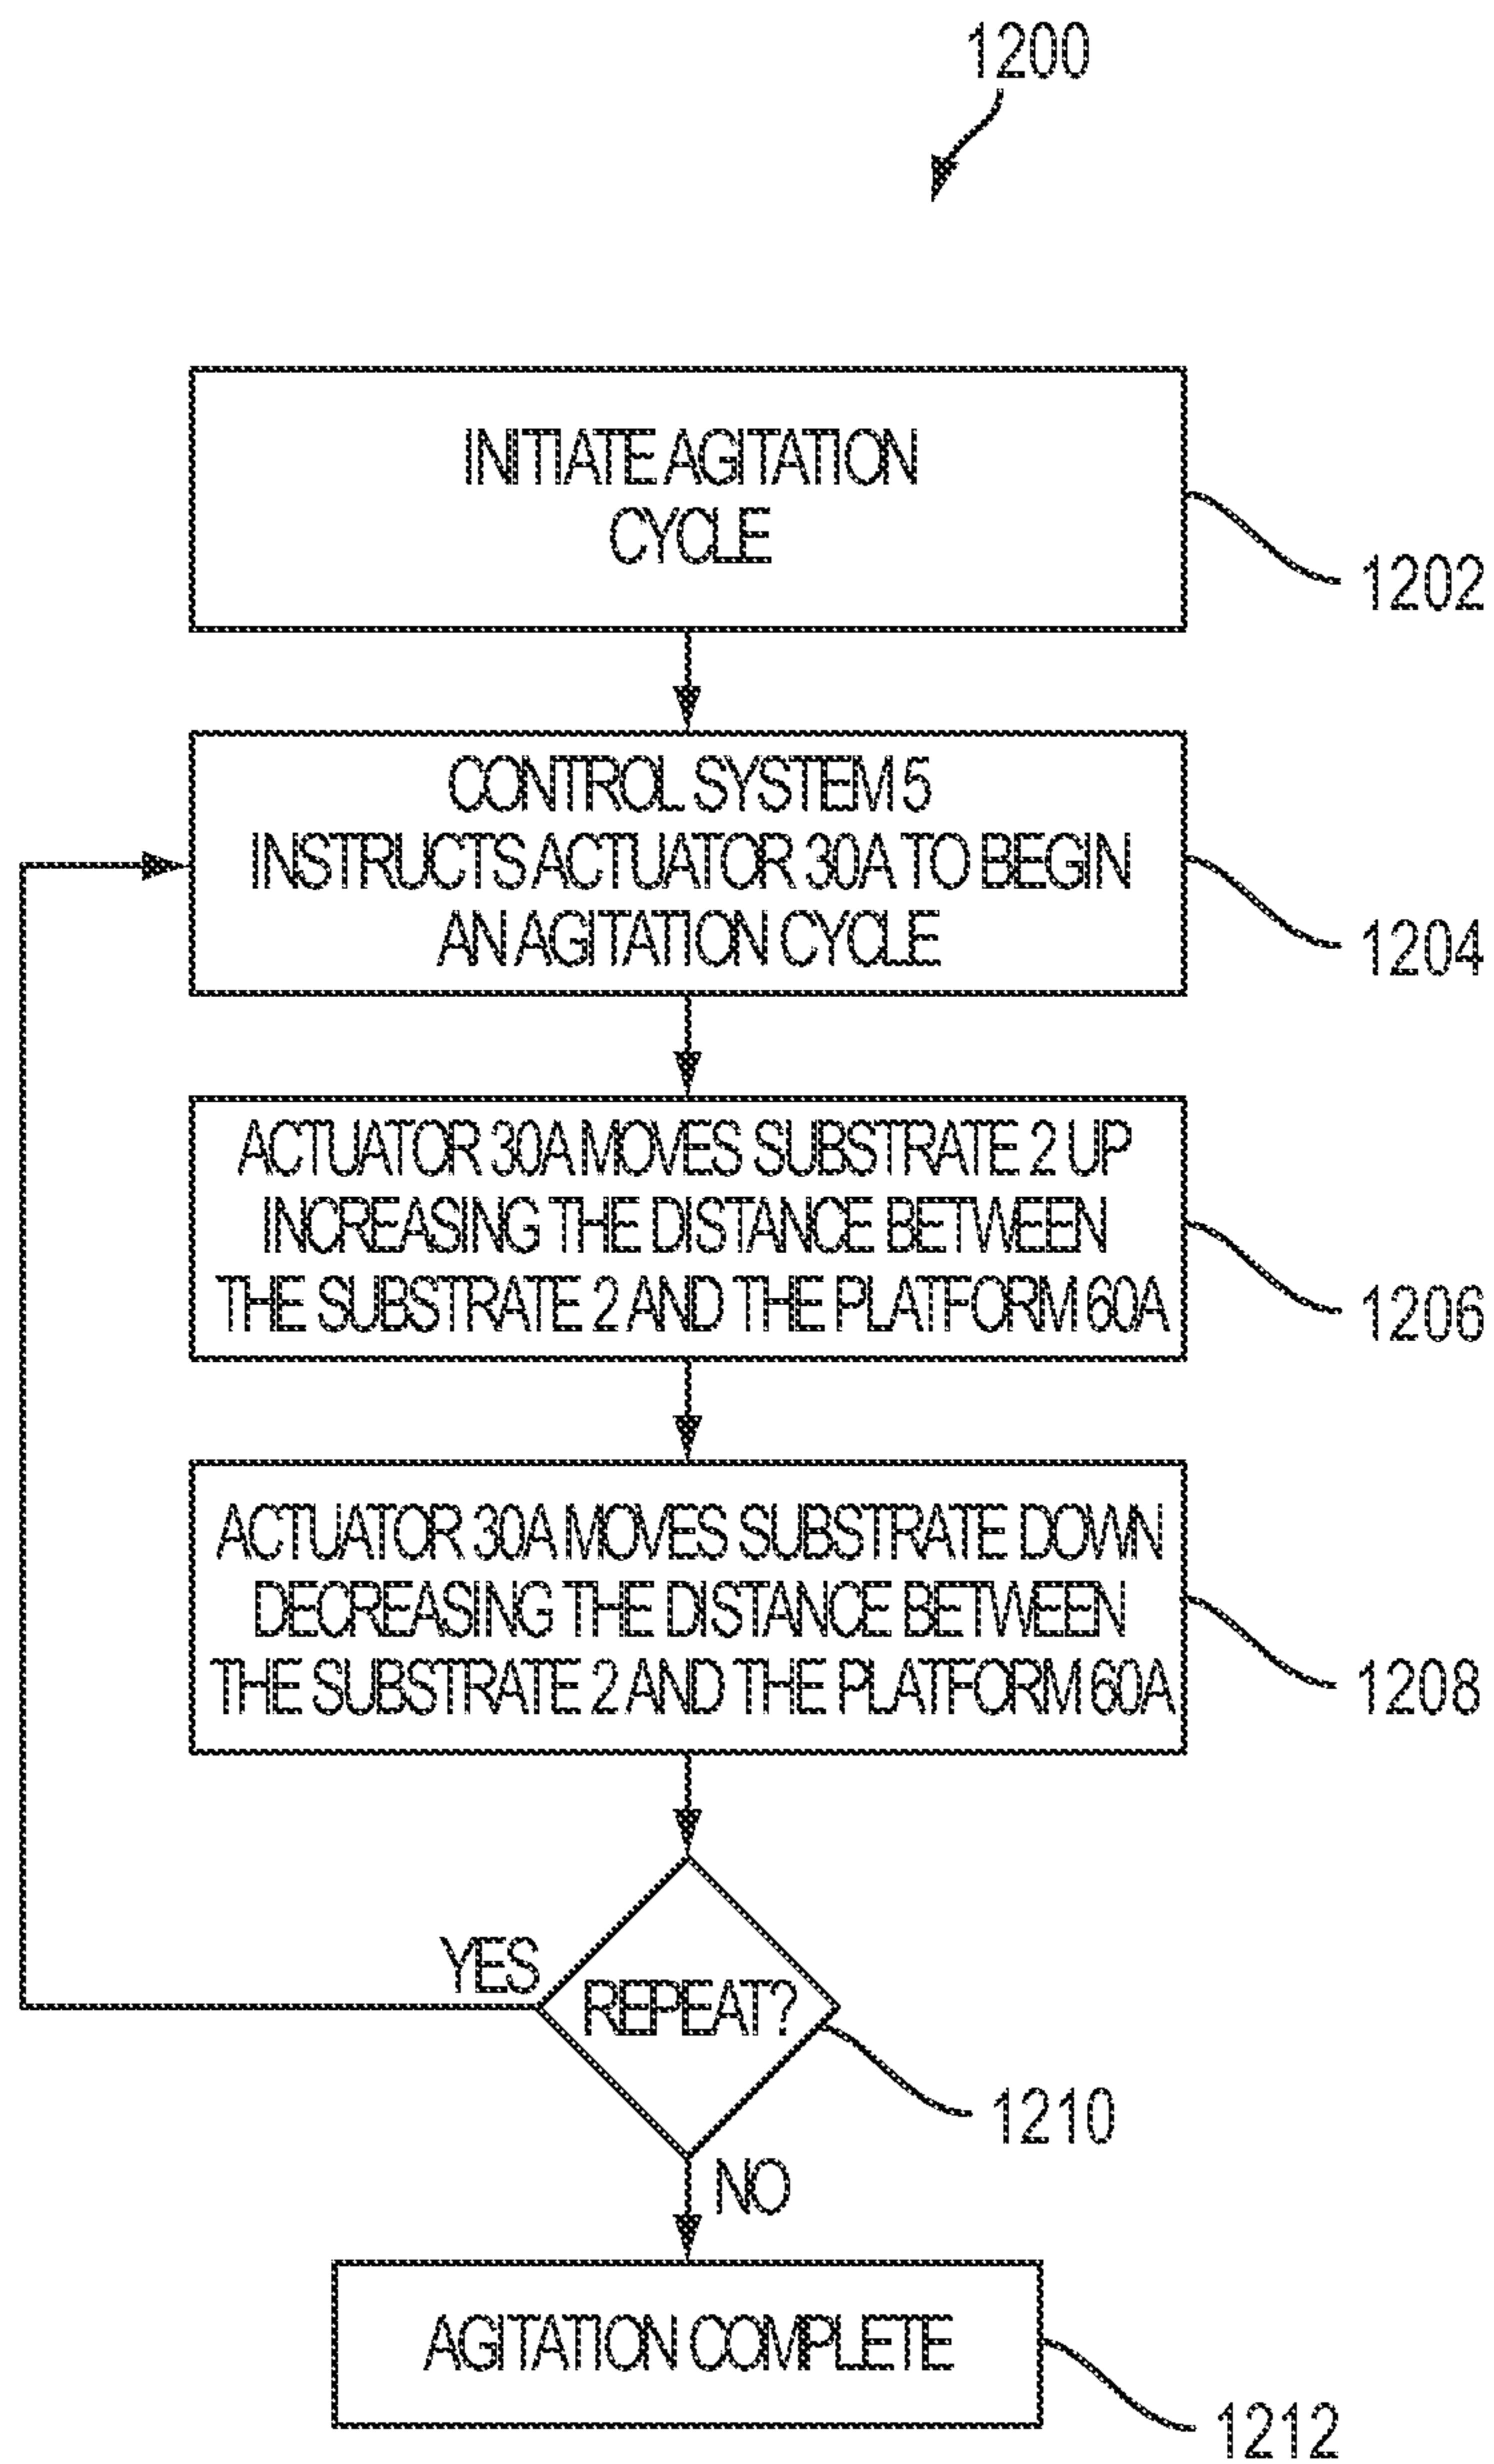 1200
INITIATE AGITATION
CYCLE
1202
CONTROL SYSTEM 5
INSTRUCTS ACTUATOR 30A TO BEGIN
AN AGITATION CYCLE
1204
ACTUATOR 30A MOVES SUBSTRATE 2 UP
INCREASING THE DISTANCE BETWEEN
THE SUBSTRATE 2 AND THE PLATFORM 60A
1206
ACTUATOR 30A MOVES SUBSTRATE DOWN
DECREASING THE DISTANCE BETWEEN
THE SUBSTRATE 2 AND THE PLATFORM 60A
1208
YES
REPEAT?
1210
NO
AGITATION COMPLETE
1212